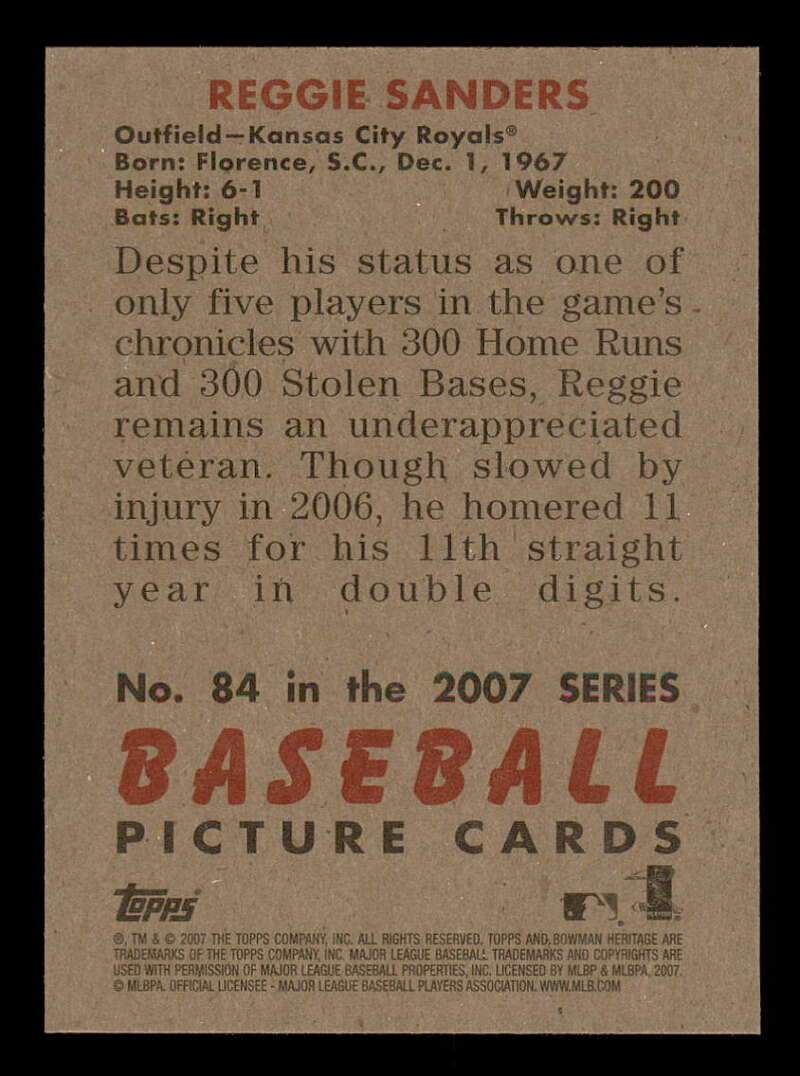 REGGIE SANDERS
Outfield—Kansas City Royals®
Born: Florence, S.C., Dec. 1, 1967
Height: 6-1 Weight: 200
Bats: Right Throws: Right
Despite his status as one of
only five players in the game's
chronicles with 300 Home Runs
and 300 Stolen Bases, Reggie
remains an underappreciated
veteran. Though slowed by
injury in 2006, he homered 11
times for his 11th straight
year in double digits.
No. 84 in the 2007 SERIES
BASEBALL
PICTURE CARDS
Topps
®, TM & © 2007 THE TOPPS COMPANY, INC. ALL RIGHTS RESERVED. TOPPS AND BOWMAN HERITAGE ARE
TRADEMARKS OF THE TOPPS COMPANY, INC. MAJOR LEAGUE BASEBALL TRADEMARKS AND COPYRIGHTS ARE
USED WITH PERMISSION OF MAJOR LEAGUE BASEBALL PROPERTIES, INC. LICENSED BY MLBP & MLBPA, 2007.
© MLBPA. OFFICIAL LICENSEE - MAJOR LEAGUE BASEBALL PLAYERS ASSOCIATION. WWW.MLB.COM